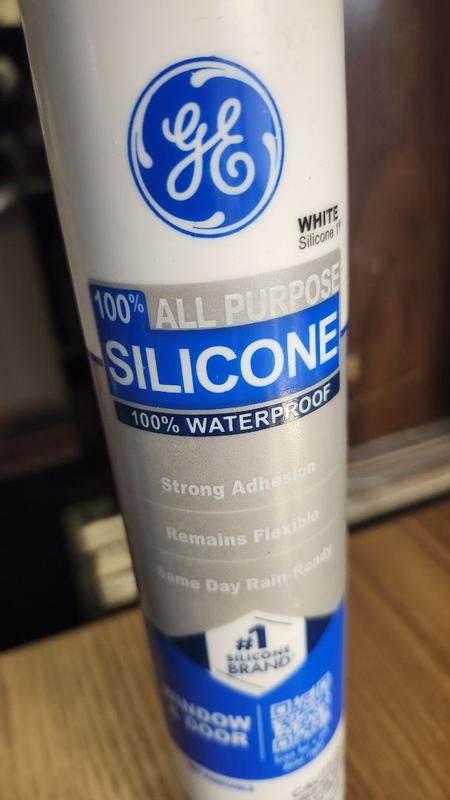 GE
WHITE
Silicone 1
100% ALL PURPOSE
SILICONE
100% WATERPROOF
Strong Adhesion
Remains Flexible
Same Day Rain-Ready
#1
SILICONE
BRAND
WINDOW
& DOOR